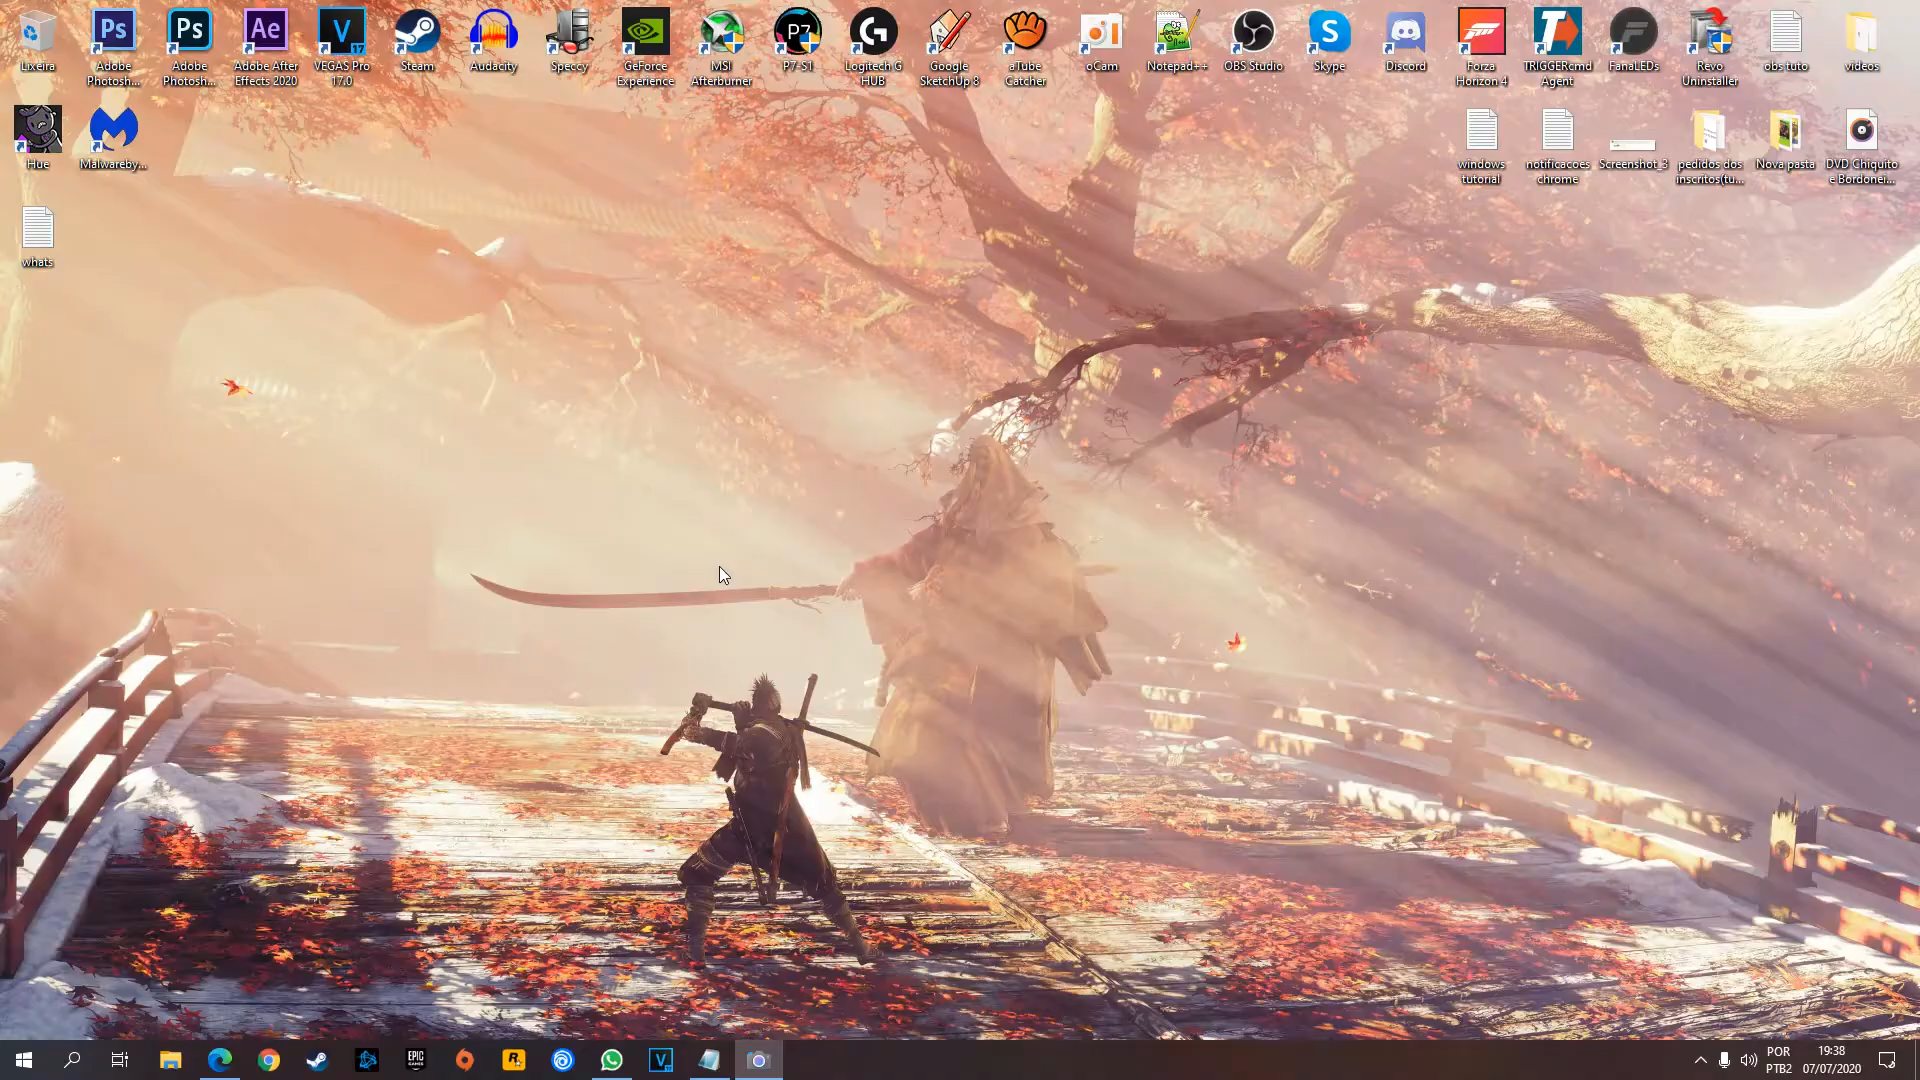 Lixeira
Adobe
Photosh...
Adobe
Photosh...
Adobe After
Effects 2020
VEGAS Pro
17.0
Steam
Audacity
Speccy
GeForce
Experience
MSI
Afterburner
P7-S1
Logitech G
HUB
Google
SketchUp 8
aTube
Catcher
oCam
Notepad++
OBS Studio
Skype
Discord
Forza
Horizon 4
TRIGGERcmd
Agent
FanaLEDs
Revo
Uninstaller
obs tuto
videos
Hue
Malwareby...
windows
tutorial
notificacoes
chrome
Screenshot_3
pedidos dos
inscritos(tu...
Nova pasta
DVD Chiquito
e Bordonei...
whats
POR
PTB2
19:38
07/07/2020